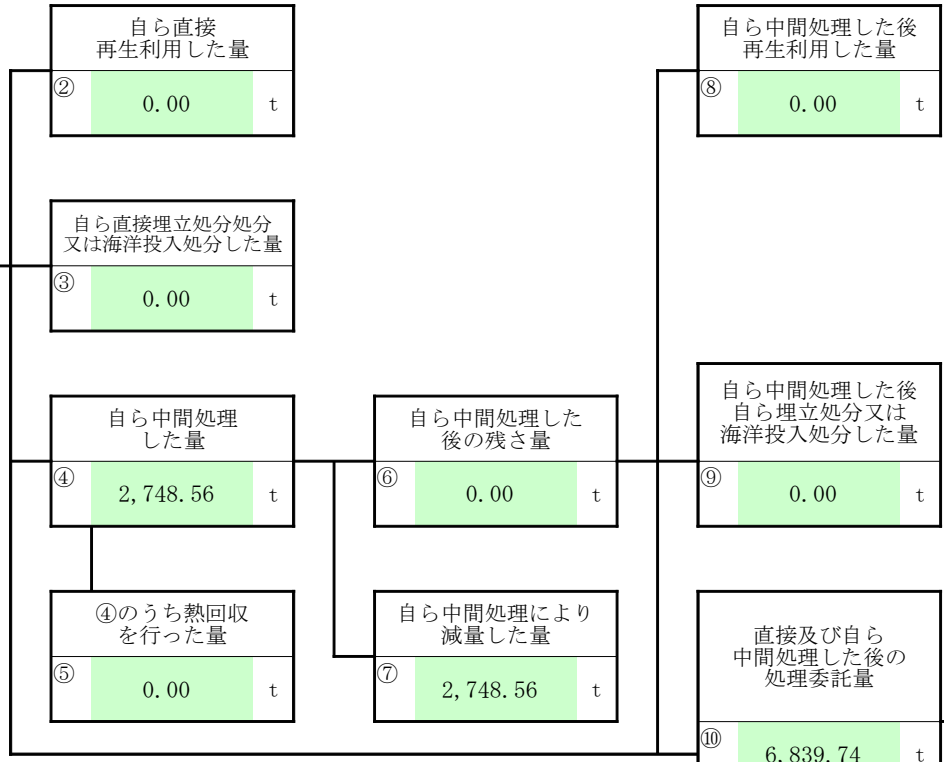 自ら直接
再生利用した量
② 0.00 t
自ら中間処理した後
再生利用した量
⑧ 0.00 t
自ら直接埋立処分処分
又は海洋投入処分した量
③ 0.00 t
自ら中間処理
した量
④ 2,748.56 t
自ら中間処理した
後の残さ量
⑥ 0.00 t
自ら中間処理した後
自ら埋立処分又は
海洋投入処分した量
⑨ 0.00 t
④のうち熱回収
を行った量
⑤ 0.00 t
自ら中間処理により
減量した量
⑦ 2,748.56 t
直接及び自ら
中間処理した後の
処理委託量
⑩ 6,839.74 t